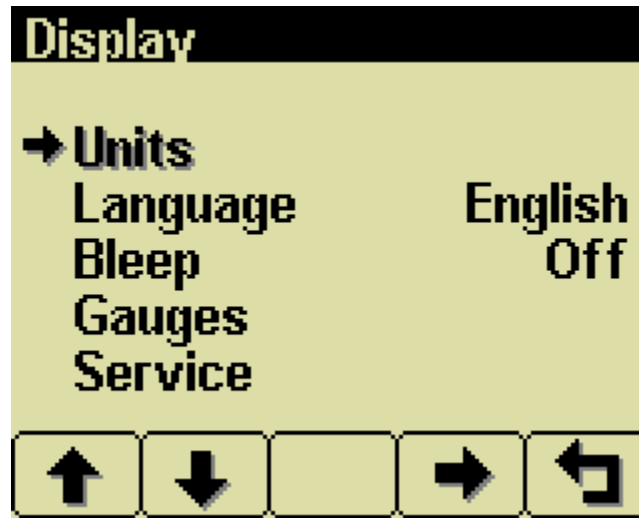 Display
Units
Language English
Bleep Off
Gauges
Service